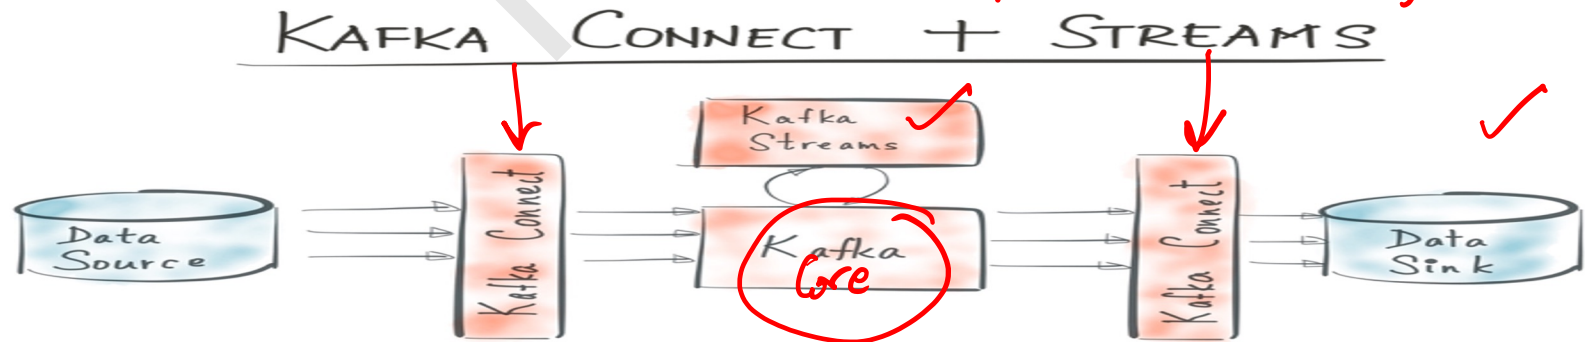 KAFKA CONNECT + STREAMS
Kafka
Streams
Data
Source
Kafka Connect
Kafka
Core
Kafka Connect
Data
Sink